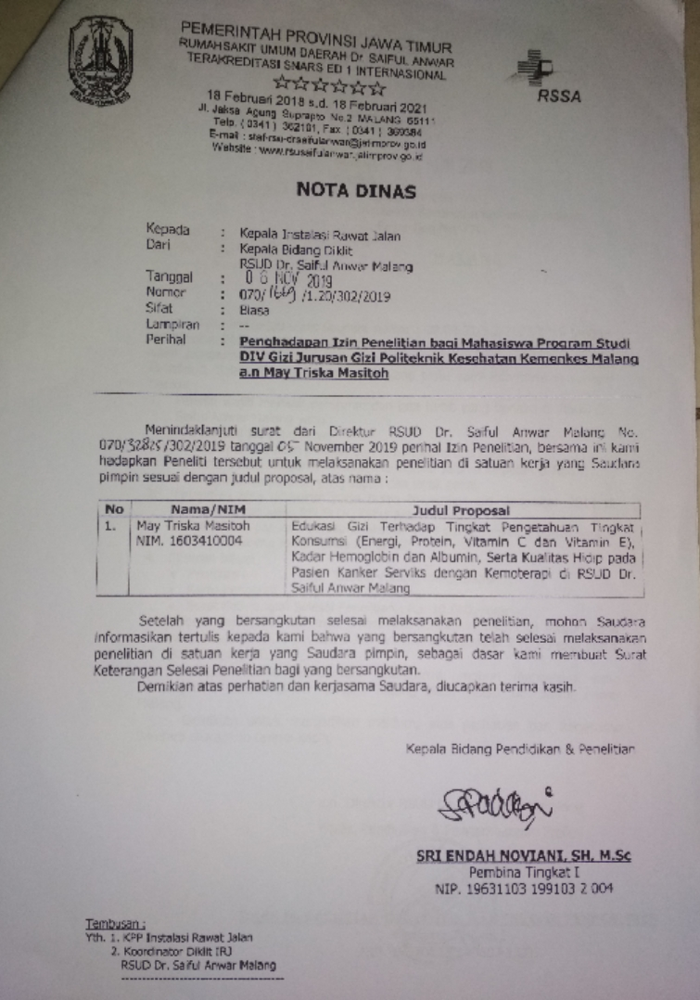 PEMERINTAH PROVINSI JAWA TIMUR
RUMAH SAKIT UMUM DAERAH Dr SAIFUL ANWAR
TERAKREDITASI SNARS ED 1 INTERNASIONAL
18 Februari 2018 s.d. 18 Februari 2021
Jl. Jaksa Agung Suprapto No.2 MALANG 65111
Telp. (0341) 362101, Fax (0341) 369384
E-mail : staf-rsu-drsaifulanwar@jatimprov.go.id
Website : www.rsusaifulanwar.jatimprov.go.id
RSSA
NOTA DINAS
Kepada : Kepala Instalasi Rawat Jalan
Dari : Kepala Bidang Diklit
RSUD Dr. Saiful Anwar Malang
Tanggal : 06 NOV 2019
Nomor : 070/1669/1.20/302/2019
Sifat : Biasa
Lampiran : --
Perihal : Penghadapan Izin Penelitian bagi Mahasiswa Program Studi
DIV Gizi Jurusan Gizi Politeknik Kesehatan Kemenkes Malang
a.n May Triska Masitoh
Menindaklanjuti surat dari Direktur RSUD Dr. Saiful Anwar Malang No.
070/32825/302/2019 tanggal 05 November 2019 perihal Izin Penelitian, bersama ini kami
hadapkan Peneliti tersebut untuk melaksanakan penelitian di satuan kerja yang Saudara
pimpin sesuai dengan judul proposal, atas nama :
No Nama/NIM Judul Proposal
1. May Triska Masitoh Edukasi Gizi Terhadap Tingkat Pengetahuan Tingkat
NIM. 1603410004 Konsumsi (Energi, Protein, Vitamin C dan Vitamin E),
Kadar Hemoglobin dan Albumin, Serta Kualitas Hidip pada
Pasien Kanker Serviks dengan Kemoterapi di RSUD Dr.
Saiful Anwar Malang
Setelah yang bersangkutan selesai melaksanakan penelitian, mohon Saudara
informasikan tertulis kepada kami bahwa yang bersangkutan telah selesai melaksanakan
penelitian di satuan kerja yang Saudara pimpin, sebagai dasar kami membuat Surat
Keterangan Selesai Penelitian bagi yang bersangkutan.
Demikian atas perhatian dan kerjasama Saudara, diucapkan terima kasih.
Kepala Bidang Pendidikan & Penelitian
SRI ENDAH NOVIANI, SH, M.Sc
Pembina Tingkat I
NIP. 19631103 199103 2 004
Tembusan :
Yth. 1. KPP Instalasi Rawat Jalan
2. Koordinator Diklit IRJ
RSUD Dr. Saiful Anwar Malang